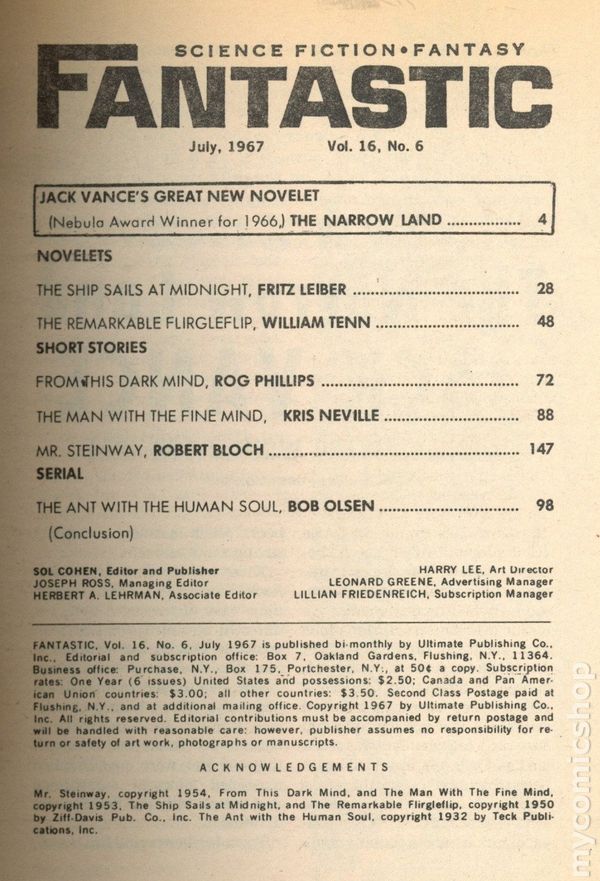 SCIENCE FICTION • FANTASY
FANTASTIC
July, 1967 Vol. 16, No. 6
JACK VANCE'S GREAT NEW NOVELET
(Nebula Award Winner for 1966,) THE NARROW LAND ................. 4
NOVELETS
THE SHIP SAILS AT MIDNIGHT, FRITZ LEIBER .................................. 28
THE REMARKABLE FLIRGLEFLIP, WILLIAM TENN ............................. 48
SHORT STORIES
FROM THIS DARK MIND, ROG PHILLIPS ........................................ 72
THE MAN WITH THE FINE MIND, KRIS NEVILLE ........................... 88
MR. STEINWAY, ROBERT BLOCH .................................................. 147
SERIAL
THE ANT WITH THE HUMAN SOUL, BOB OLSEN ............................ 98
(Conclusion)
SOL COHEN, Editor and Publisher HARRY LEE, Art Director
JOSEPH ROSS, Managing Editor LEONARD GREENE, Advertising Manager
HERBERT A. LEHRMAN, Associate Editor LILLIAN FRIEDENREICH, Subscription Manager
FANTASTIC, Vol. 16, No. 6, July 1967 is published bi-monthly by Ultimate Publishing Co.,
Inc., Editorial and subscription office: Box 7, Oakland Gardens, Flushing, N.Y., 11364.
Business office: Purchase, N.Y., Box 175, Portchester, N.Y:, at 50¢ a copy. Subscription
rates: One Year (6 issues) United States and possessions: $2.50; Canada and Pan Amer-
ican Union countries: $3.00; all other countries: $3.50. Second Class Postage paid at
Flushing, N.Y., and at additional mailing office. Copyright 1967 by Ultimate Publishing Co.,
Inc. All rights reserved. Editorial contributions must be accompanied by return postage and
will be handled with reasonable care: however, publisher assumes no responsibility for re-
turn or safety of art work, photographs or manuscripts.
ACKNOWLEDGEMENTS
Mr. Steinway, copyright 1954, From This Dark Mind, and The Man With The Fine Mind,
copyright 1953, The Ship Sails at Midnight, and The Remarkable Flirgleflip, copyright 1950
by Ziff-Davis Pub. Co., Inc. The Ant with the Human Soul, copyright 1932 by Teck Publi-
cations, Inc.
mycomicshop